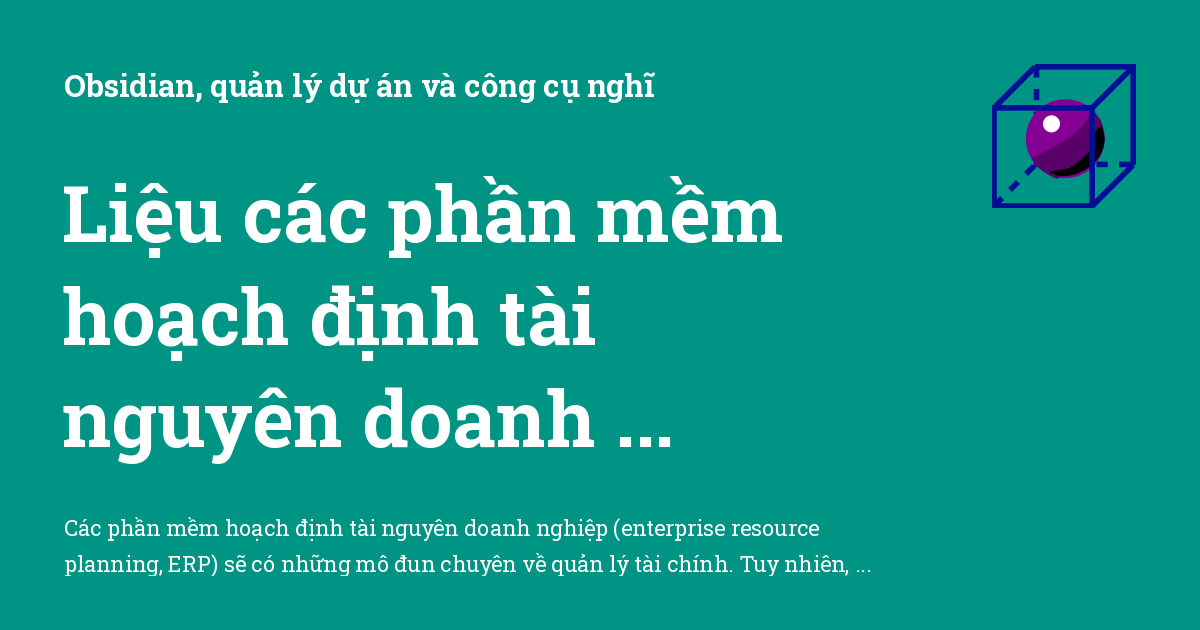 Obsidian, quản lý dự án và công cụ nghĩ
Liệu các phần mềm
hoạch định tài
nguyên doanh ...
Các phần mềm hoạch định tài nguyên doanh nghiệp (enterprise resource
planning, ERP) sẽ có những mô đun chuyên về quản lý tài chính. Tuy nhiên, ...